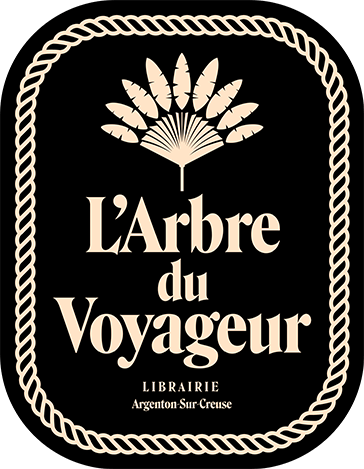 L'Arbre
du
Voyageur
LIBRAIRIE
Argenton-Sur-Creuse